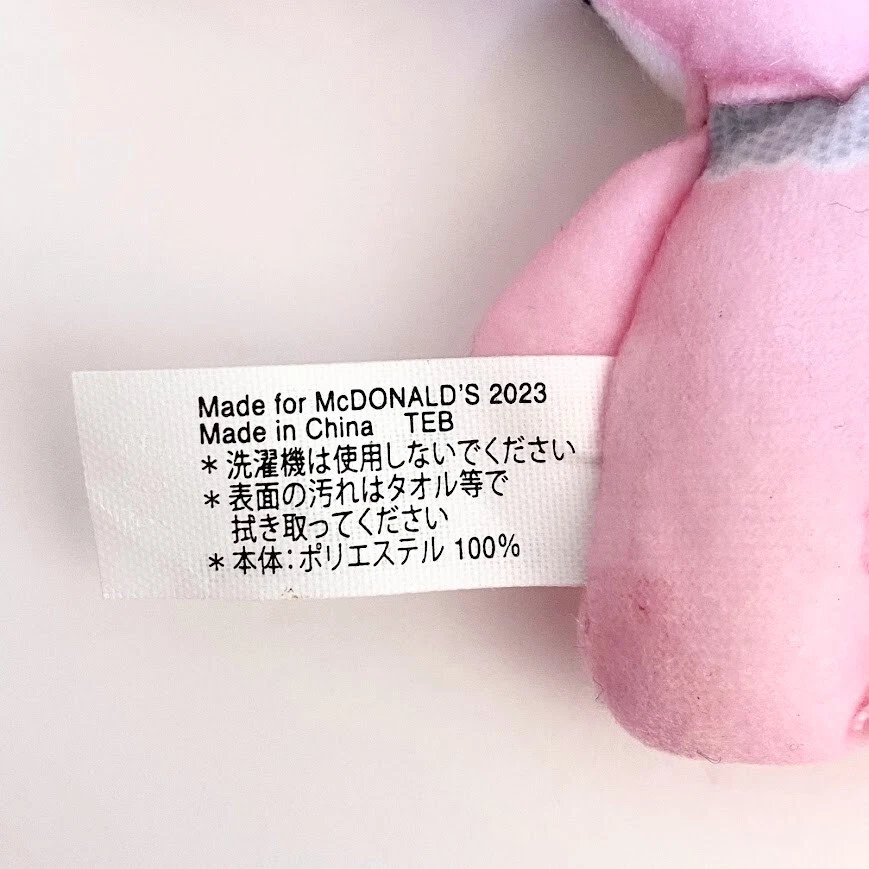 Made for McDONALD'S 2023
Made in China TEB
＊洗濯機は使用しないでください
＊表面の汚れはタオル等で
拭き取ってください
＊本体：ポリエステル 100%